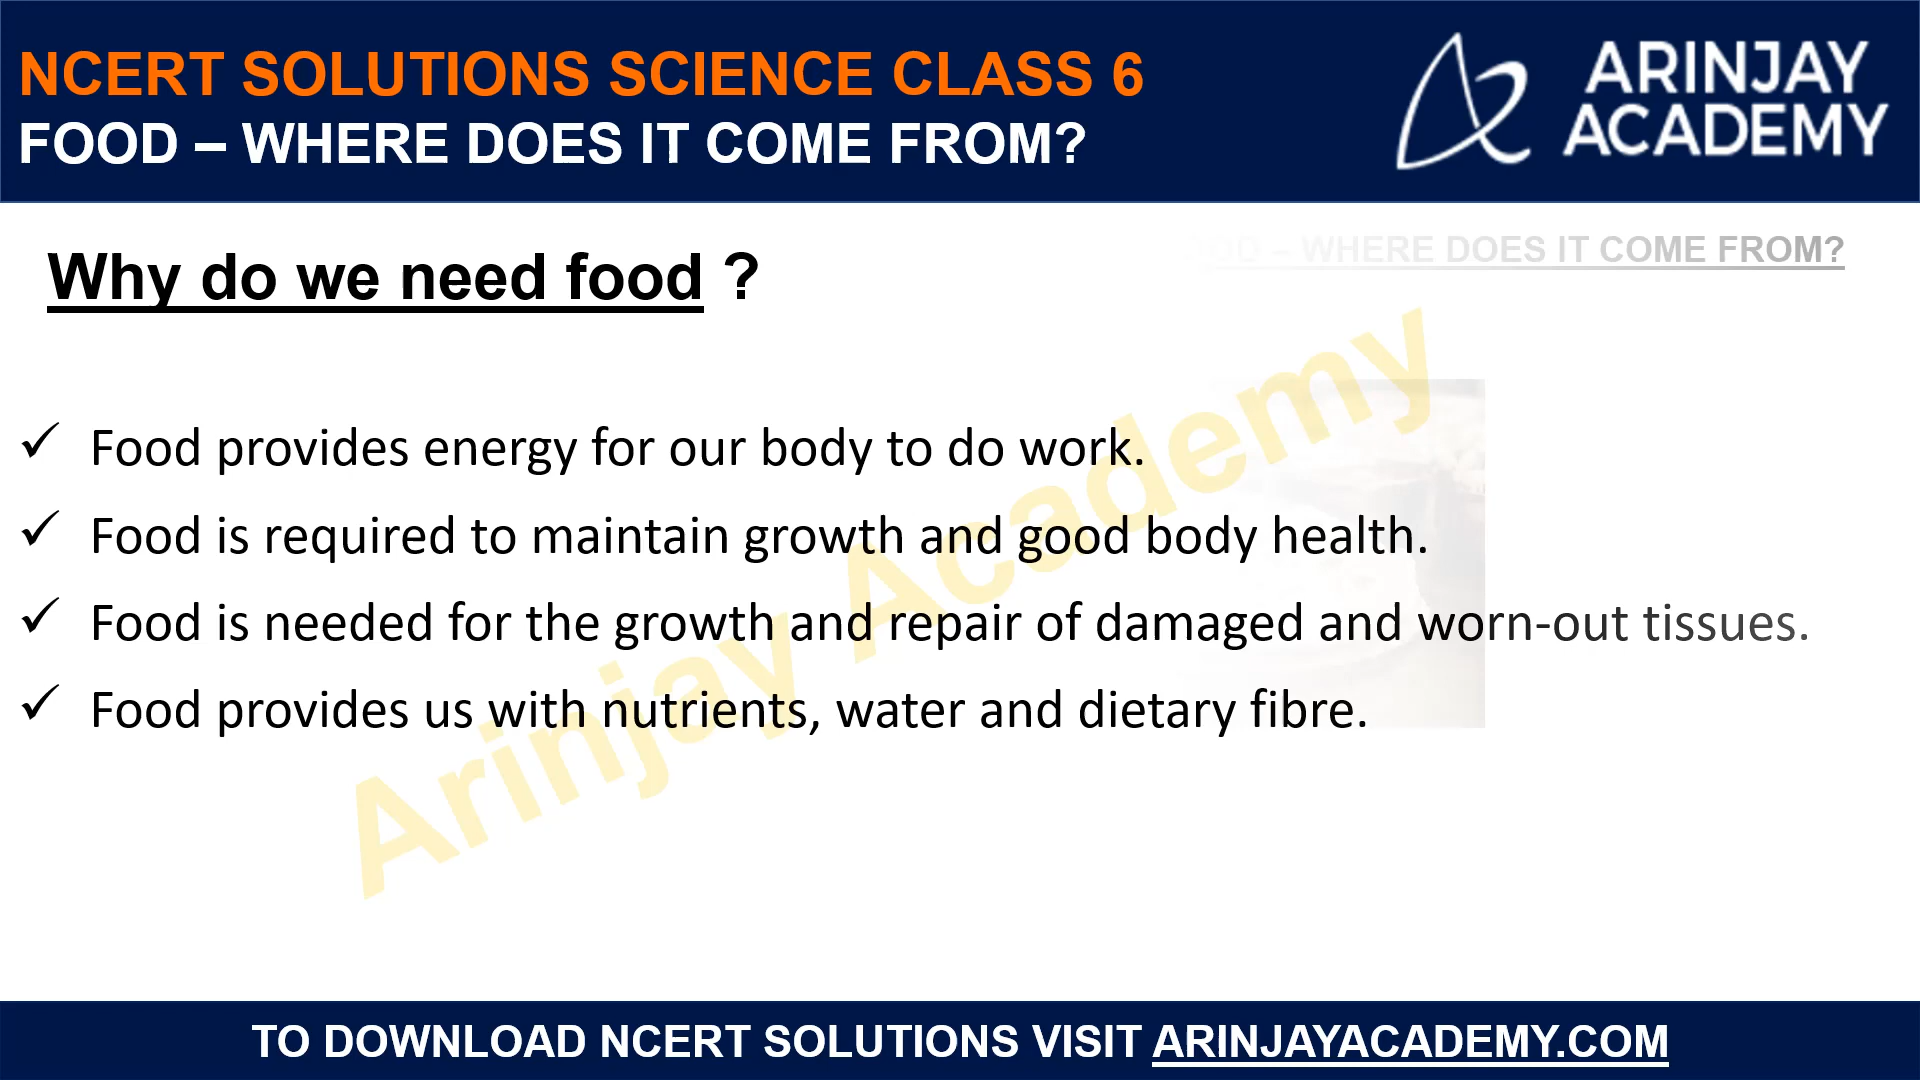 NCERT SOLUTIONS SCIENCE CLASS 6
FOOD – WHERE DOES IT COME FROM?
ARINJAY
ACADEMY
– WHERE DOES IT COME FROM?
Why do we need food ?
✓ Food provides energy for our body to do work.
✓ Food is required to maintain growth and good body health.
✓ Food is needed for the growth and repair of damaged and worn-out tissues.
✓ Food provides us with nutrients, water and dietary fibre.
Arinjay Academy
TO DOWNLOAD NCERT SOLUTIONS VISIT ARINJAYACADEMY.COM